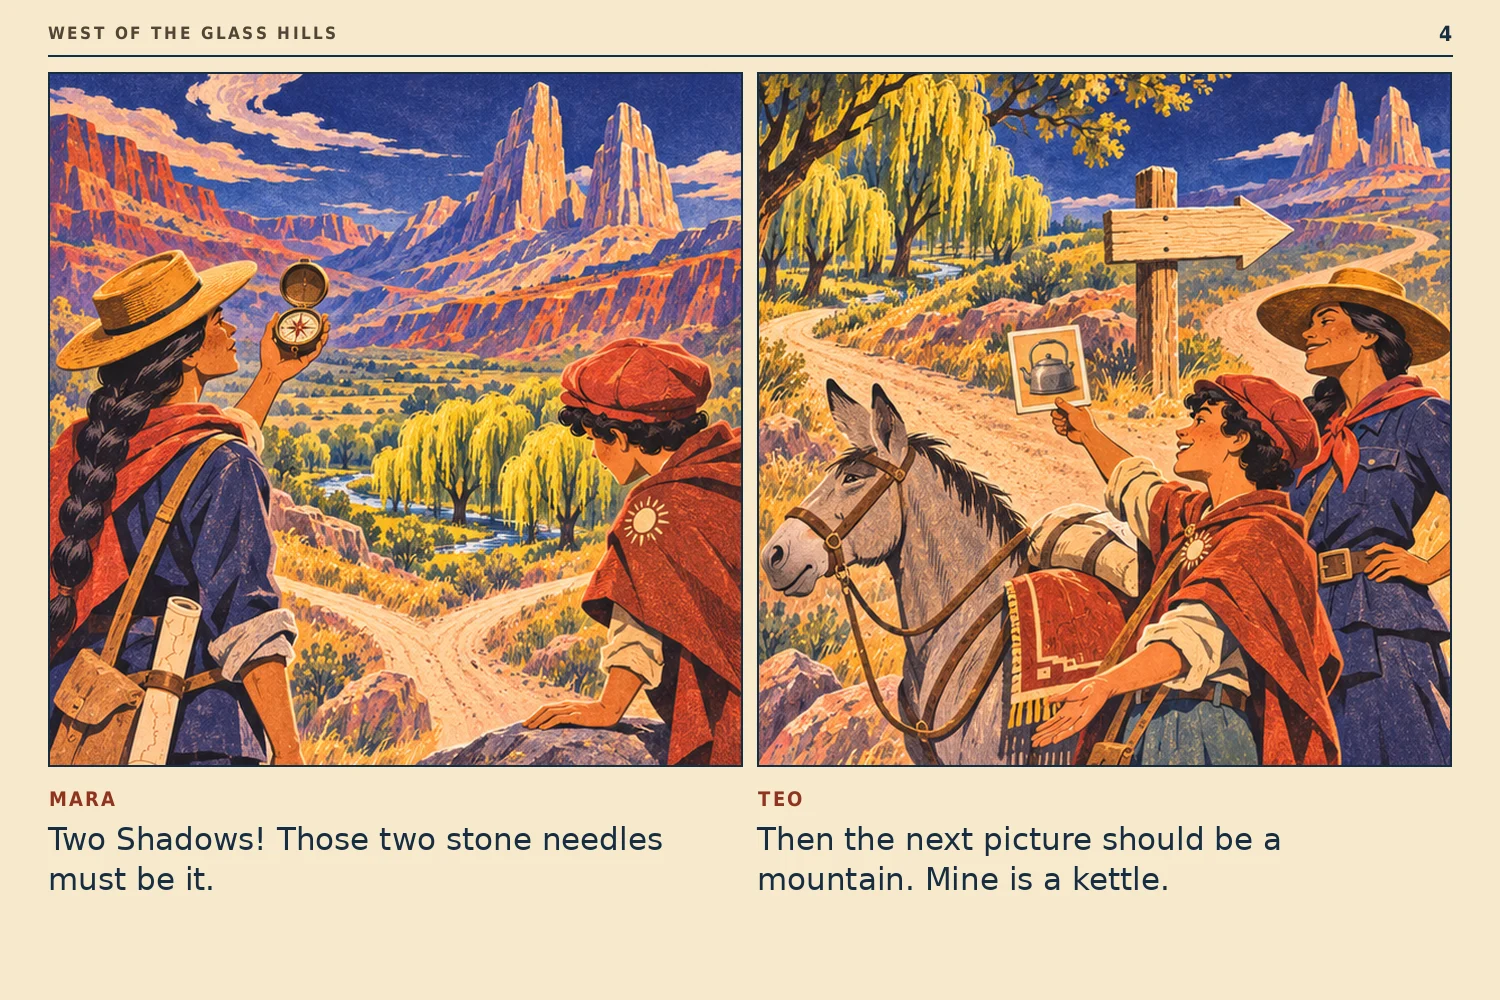 WEST OF THE GLASS HILLS
4
MARA
Two Shadows! Those two stone needles
must be it.
TEO
Then the next picture should be a
mountain. Mine is a kettle.